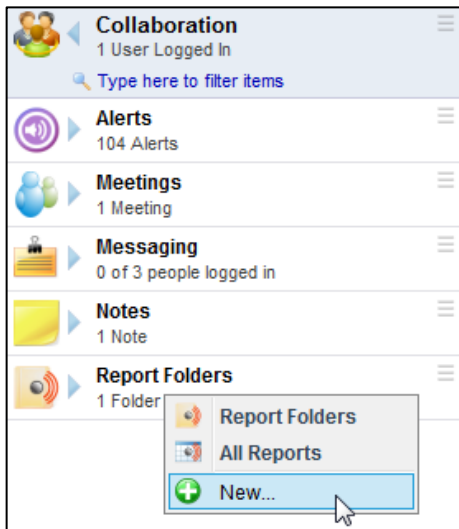 Collaboration
1 User Logged In
Type here to filter items
Alerts
104 Alerts
Meetings
1 Meeting
Messaging
0 of 3 people logged in
Notes
1 Note
Report Folders
1 Folder
Report Folders
All Reports
New...